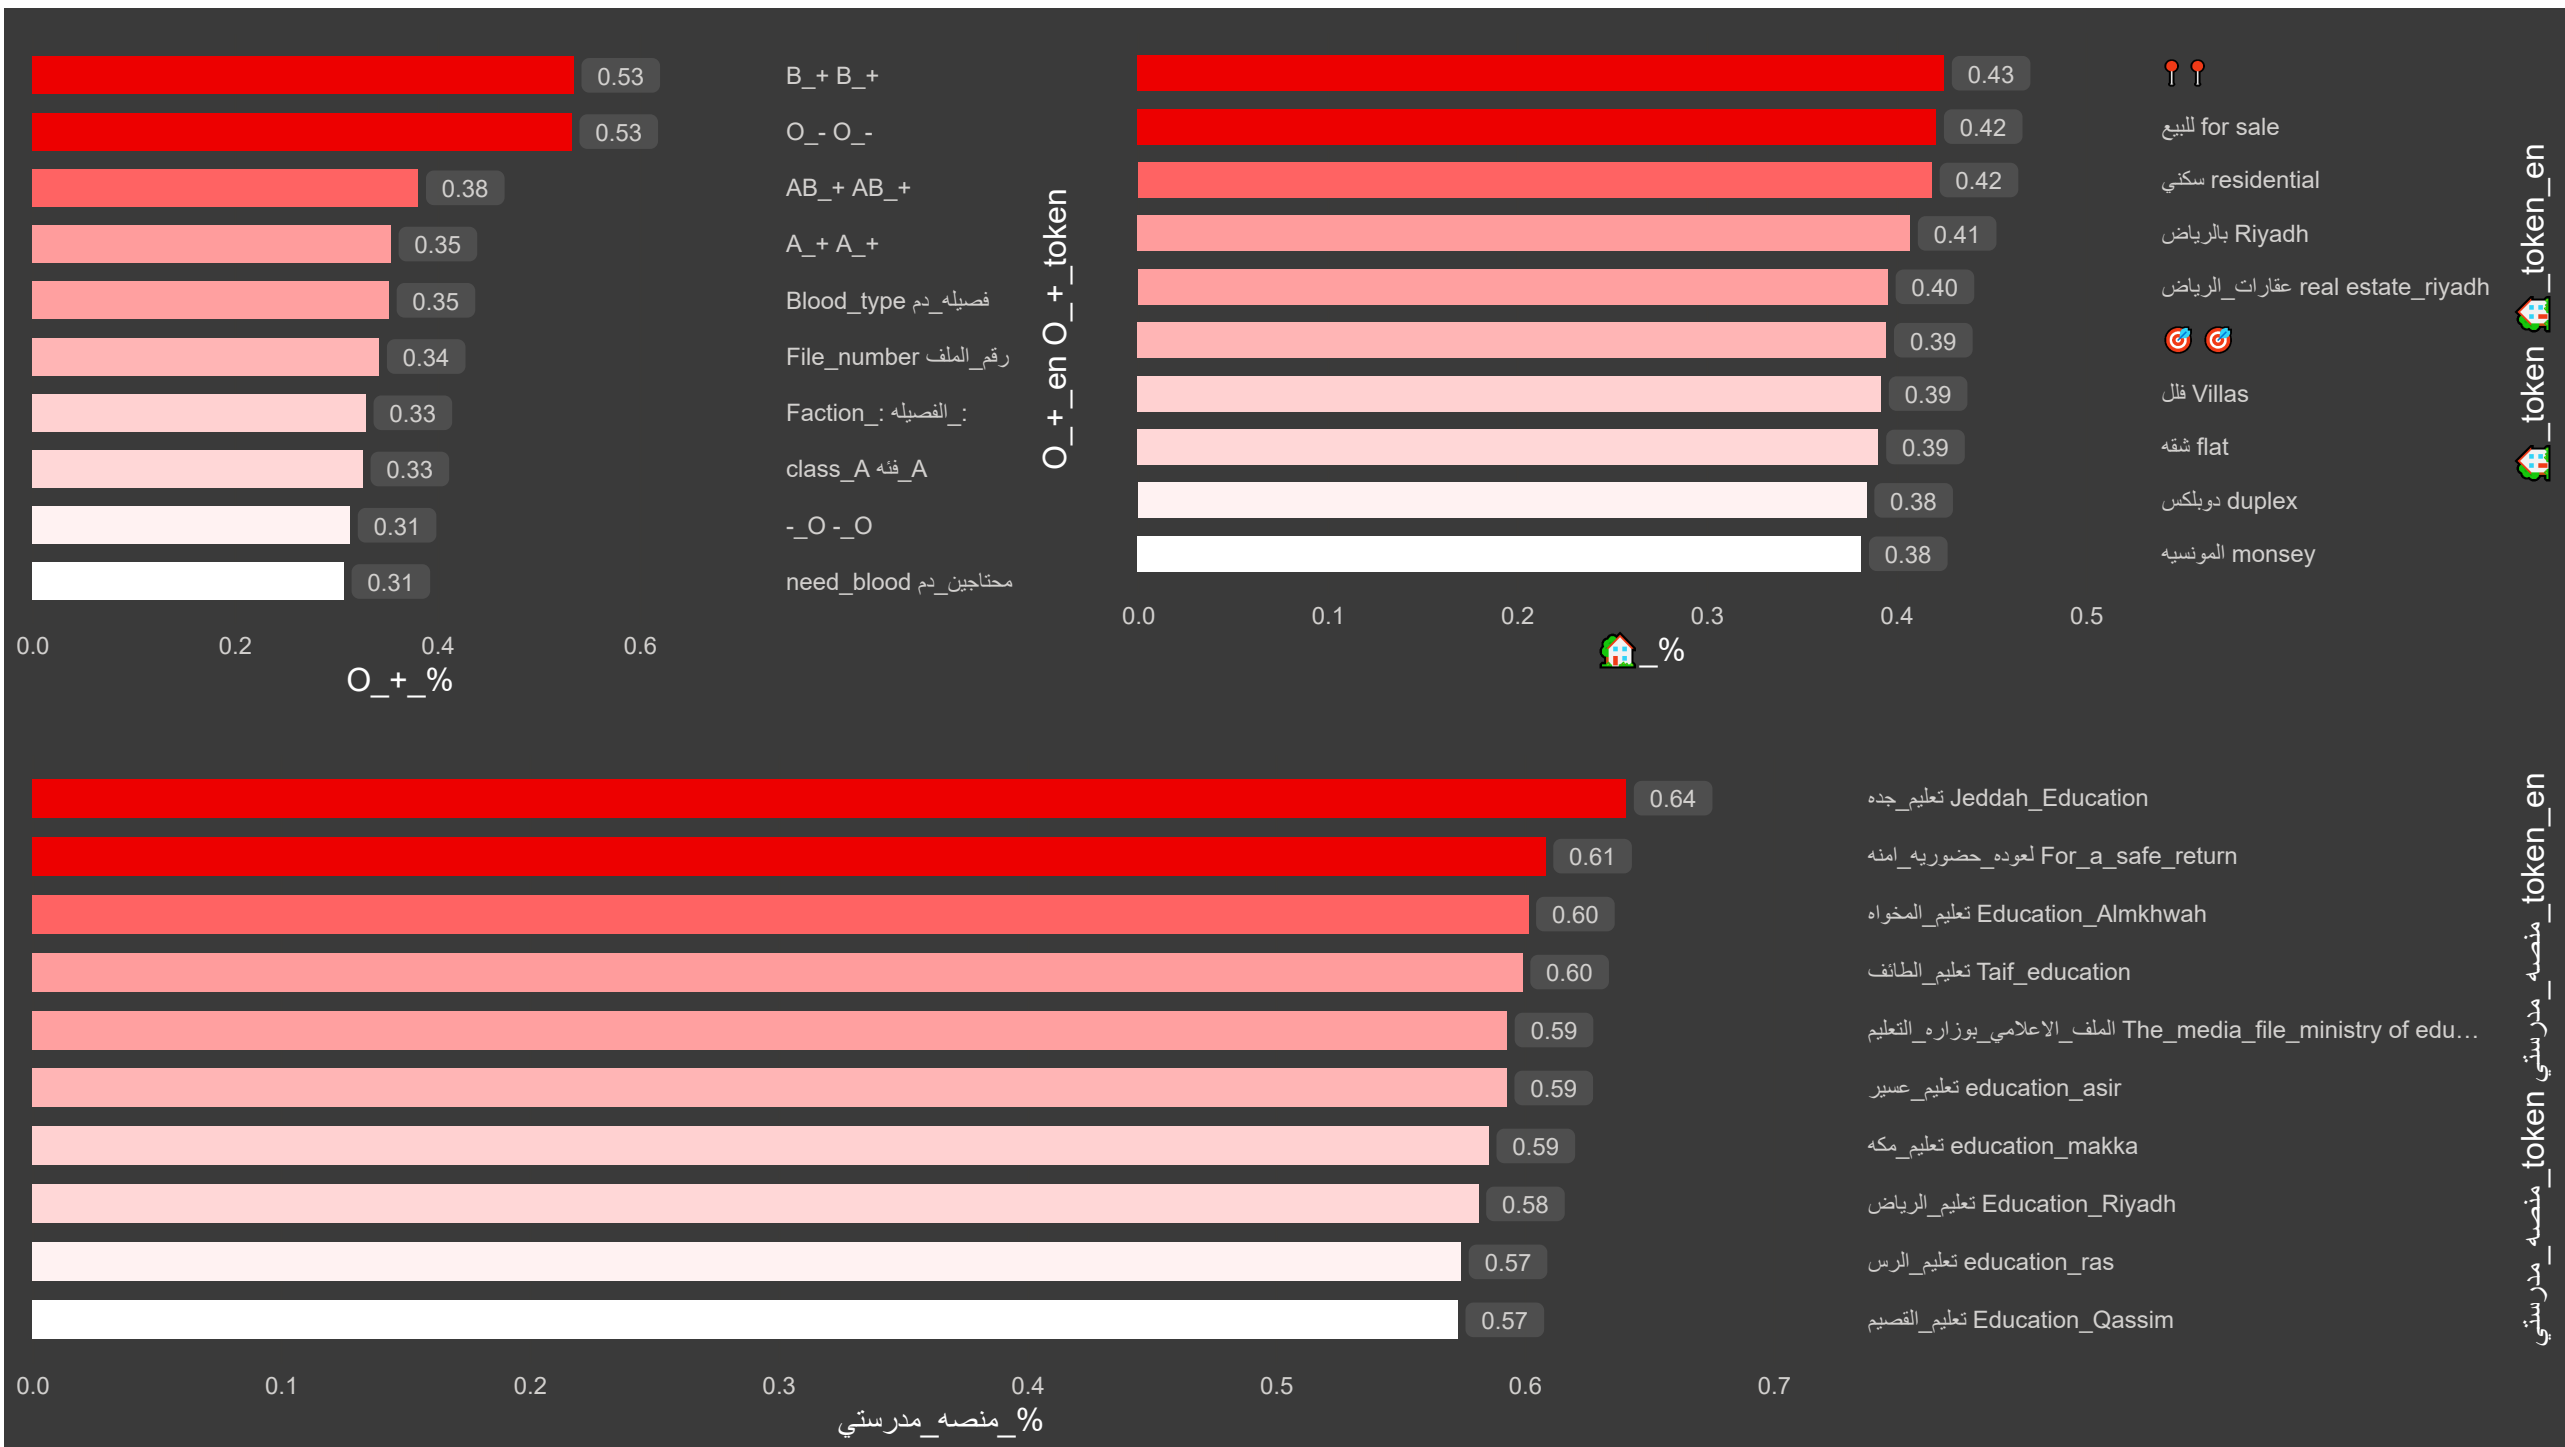 0.53
B_+ B_+
0.53
O_- O_-
0.38
AB_+ AB_+
0.35
A_+ A_+
0.35
Blood_type فصيله_دم
0.34
File_number رقم_الملف
0.33
Faction_: الفصيله_:
0.33
class_A فئه_A
0.31
-_O -_O
0.31
need_blood محتاجين_دم
0.0 0.2 0.4 0.6
O_+_%
O_+_en O_+_token
0.43
📍 📍
0.42
للبيع for sale
0.42
سكني residential
0.41
بالرياض Riyadh
0.40
عقارات_الرياض real estate_riyadh
0.39
🎯 🎯
0.39
فلل Villas
0.39
شقه flat
0.38
دوبلكس duplex
0.38
المونسيه monsey
0.0 0.1 0.2 0.3 0.4 0.5
🏡_%
🏡_token 🏡_token_en
0.64
تعليم_جده Jeddah_Education
0.61
لعوده_حضوريه_امنه For_a_safe_return
0.60
تعليم_المخواه Education_Almkhwah
0.60
تعليم_الطائف Taif_education
0.59
الملف_الاعلامي_بوزاره_التعليم The_media_file_ministry of edu…
0.59
تعليم_عسير education_asir
0.59
تعليم_مكه education_makka
0.58
تعليم_الرياض Education_Riyadh
0.57
تعليم_الرس education_ras
0.57
تعليم_القصيم Education_Qassim
0.0 0.1 0.2 0.3 0.4 0.5 0.6 0.7
منصه_مدرستي_%
منصه_مدرستي_token منصه_مدرستي_token_en